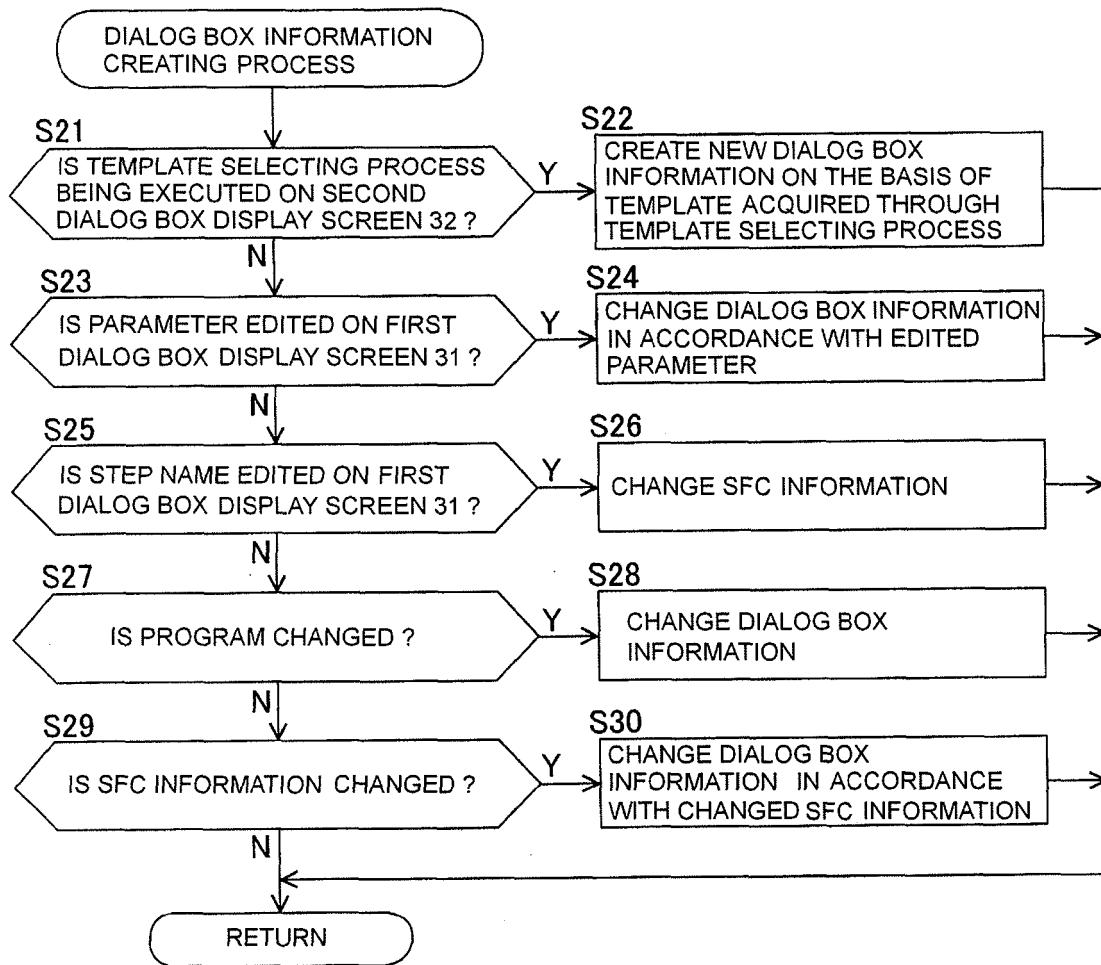 DIALOG BOX INFORMATION
CREATING PROCESS
S21
IS TEMPLATE SELECTING PROCESS
BEING EXECUTED ON SECOND
DIALOG BOX DISPLAY SCREEN 32 ?
Y
N
S22
CREATE NEW DIALOG BOX
INFORMATION ON THE BASIS OF
TEMPLATE ACQUIRED THROUGH
TEMPLATE SELECTING PROCESS
S23
IS PARAMETER EDITED ON FIRST
DIALOG BOX DISPLAY SCREEN 31 ?
Y
N
S24
CHANGE DIALOG BOX INFORMATION
IN ACCORDANCE WITH EDITED
PARAMETER
S25
IS STEP NAME EDITED ON FIRST
DIALOG BOX DISPLAY SCREEN 31 ?
Y
N
S26
CHANGE SFC INFORMATION
S27
IS PROGRAM CHANGED ?
Y
N
S28
CHANGE DIALOG BOX
INFORMATION
S29
IS SFC INFORMATION CHANGED ?
Y
N
S30
CHANGE DIALOG BOX
INFORMATION IN ACCORDANCE
WITH CHANGED SFC INFORMATION
RETURN